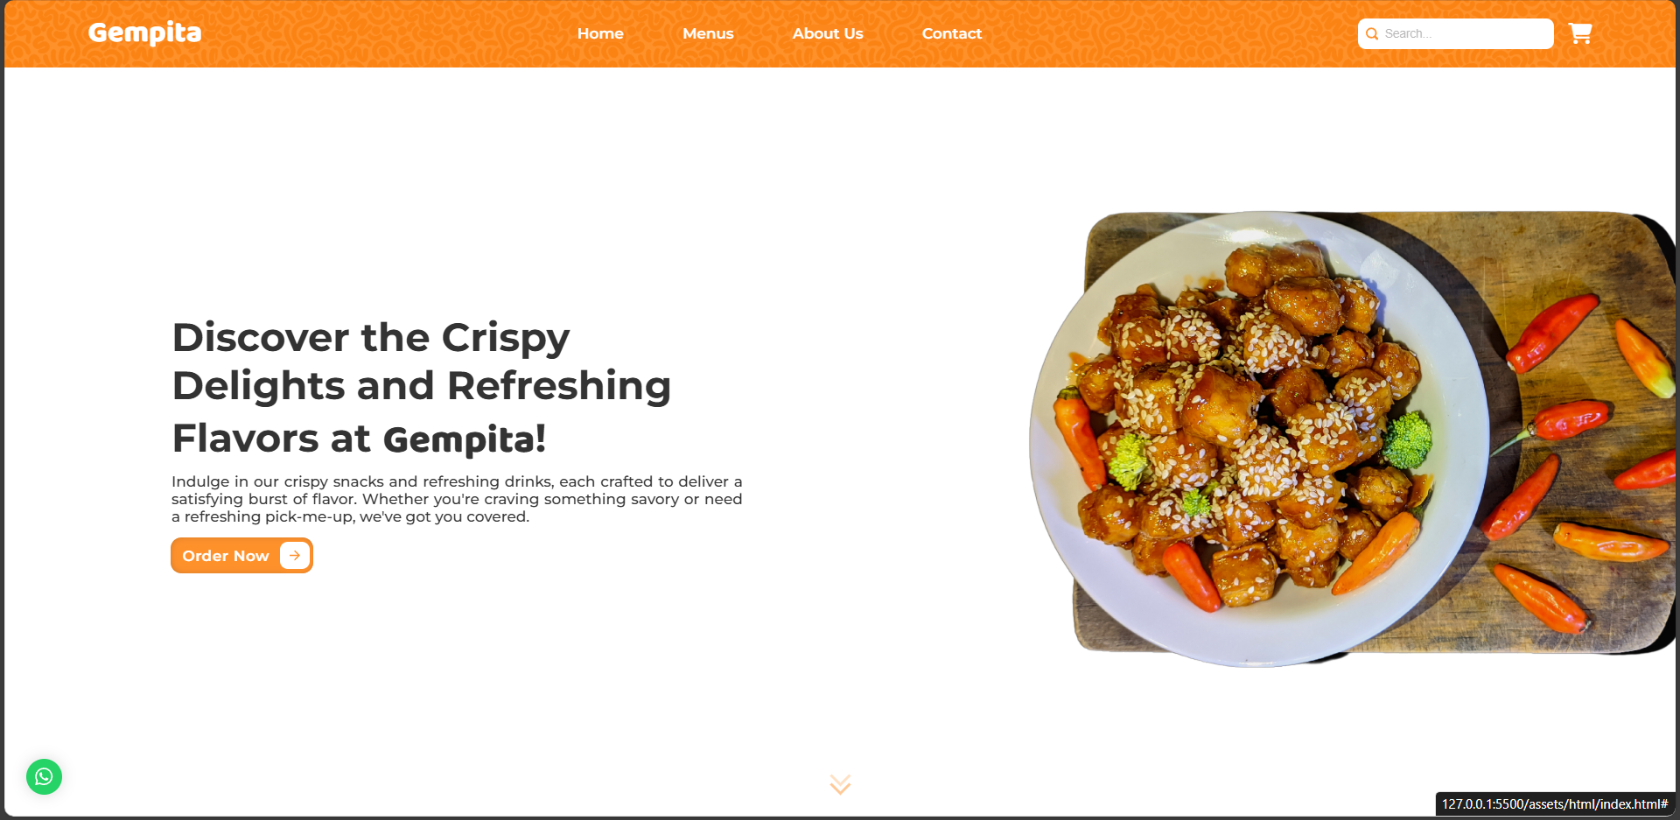 Gempita
Home
Menus
About Us
Contact
Search...
Discover the Crispy
Delights and Refreshing
Flavors at Gempita!
Indulge in our crispy snacks and refreshing drinks, each crafted to deliver a
satisfying burst of flavor. Whether you're craving something savory or need
a refreshing pick-me-up, we've got you covered.
Order Now
127.0.0.1:5500/assets/html/index.html#